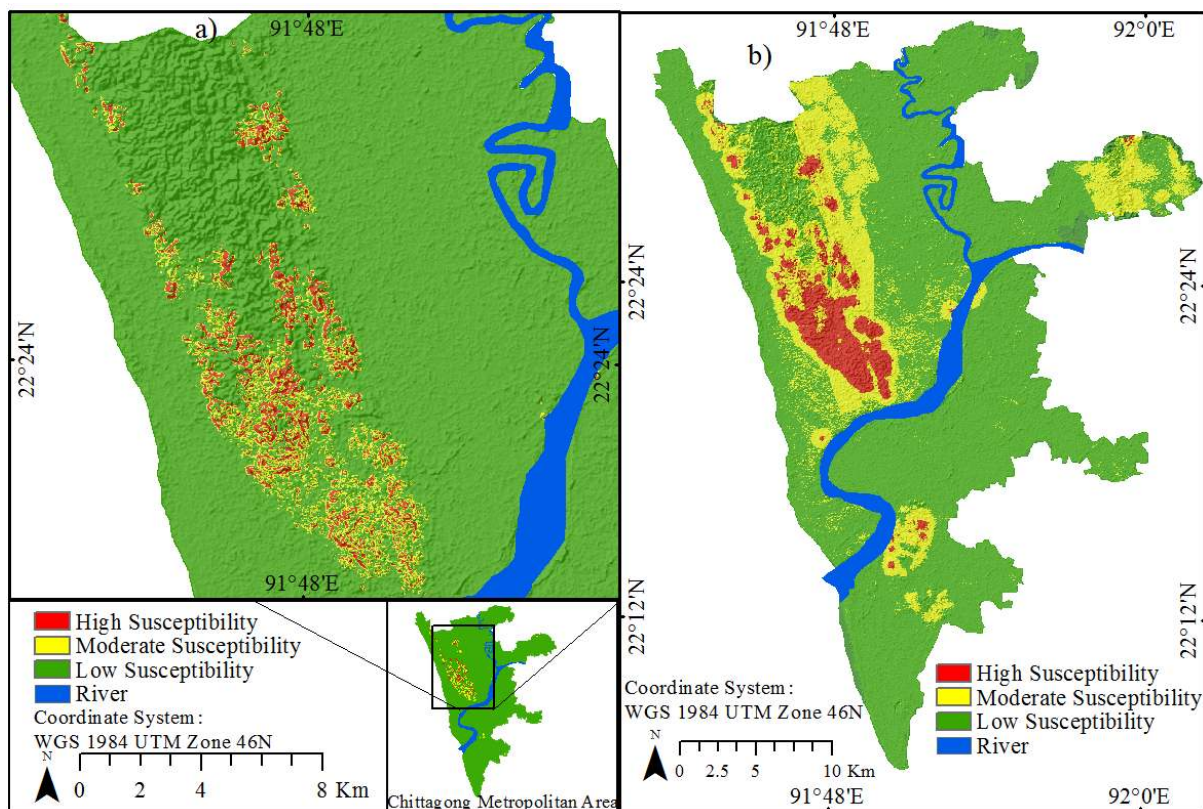 a)
91°48'E
22°24'N
22°24'N
91°48'E
High Susceptibility
Moderate Susceptibility
Low Susceptibility
River
Coordinate System :
WGS 1984 UTM Zone 46N
N
0 2 4 8 Km
Chittagong Metropolitan Area
b)
91°48'E
92°0'E
22°24'N
22°24'N
22°12'N
22°12'N
High Susceptibility
Moderate Susceptibility
Low Susceptibility
River
Coordinate System :
WGS 1984 UTM Zone 46N
N
0 2.5 5 10 Km
91°48'E
92°0'E